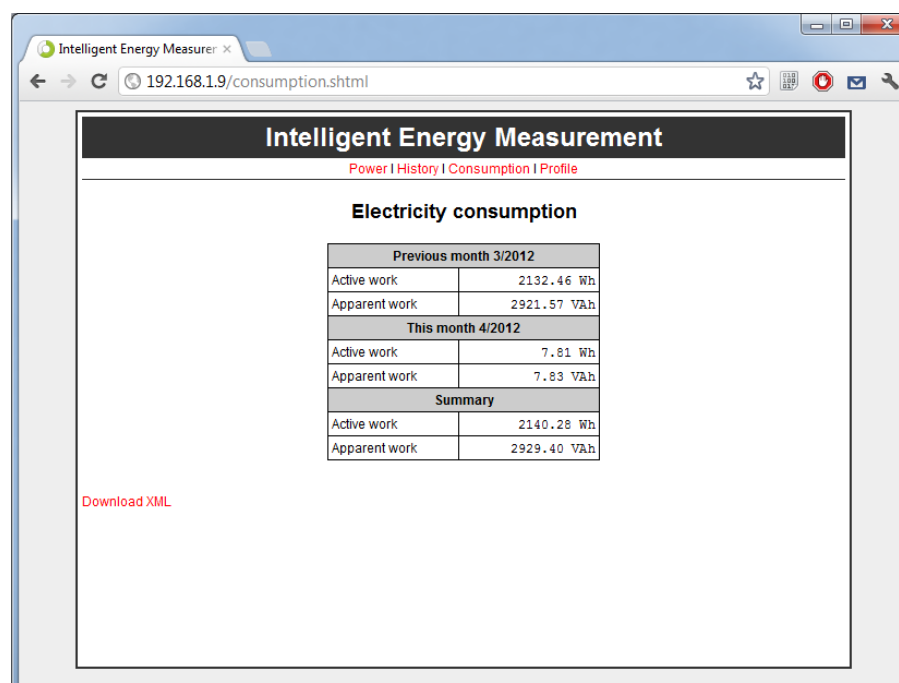 Intelligent Energy Measurer
192.168.1.9/consumption.shtml
Intelligent Energy Measurement
Power | History | Consumption | Profile
Electricity consumption
Previous month 3/2012
Active work 2132.46 Wh
Apparent work 2921.57 VAh
This month 4/2012
Active work 7.81 Wh
Apparent work 7.83 VAh
Summary
Active work 2140.28 Wh
Apparent work 2929.40 VAh
Download XML